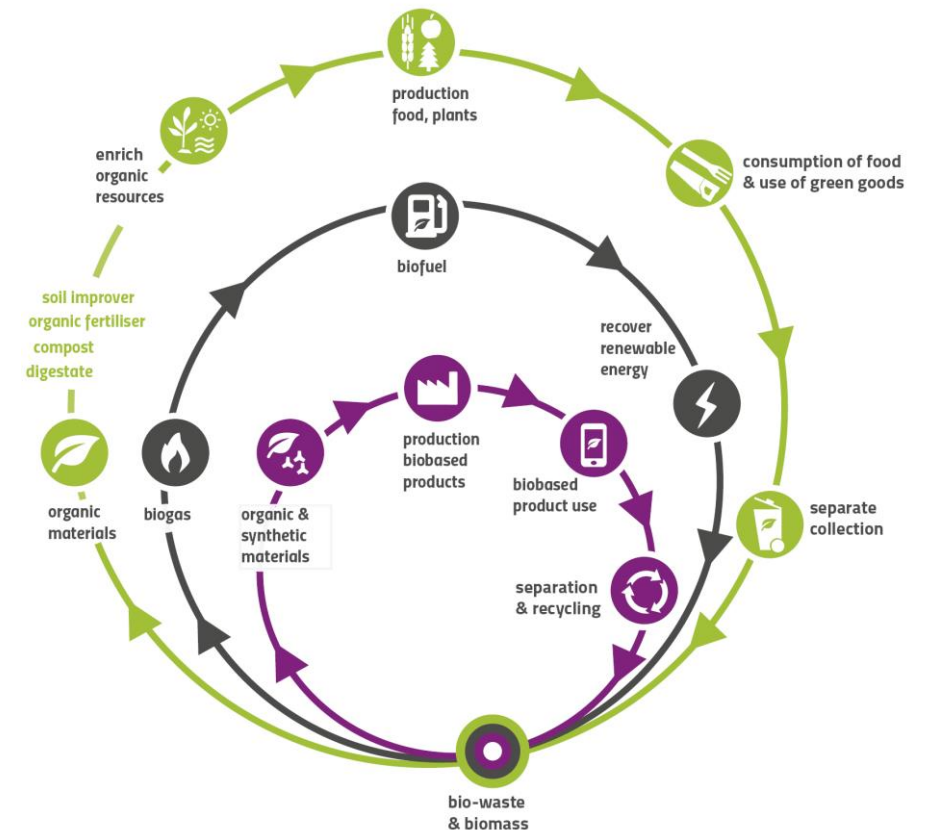 production
food, plants
enrich
organic
resources
consumption of food
& use of green goods
biofuel
soil improver
organic fertiliser
compost
digestate
recover
renewable
energy
production
biobased
products
biobased
product use
organic
materials
biogas
organic &
synthetic
materials
separate
collection
separation
& recycling
bio-waste
& biomass